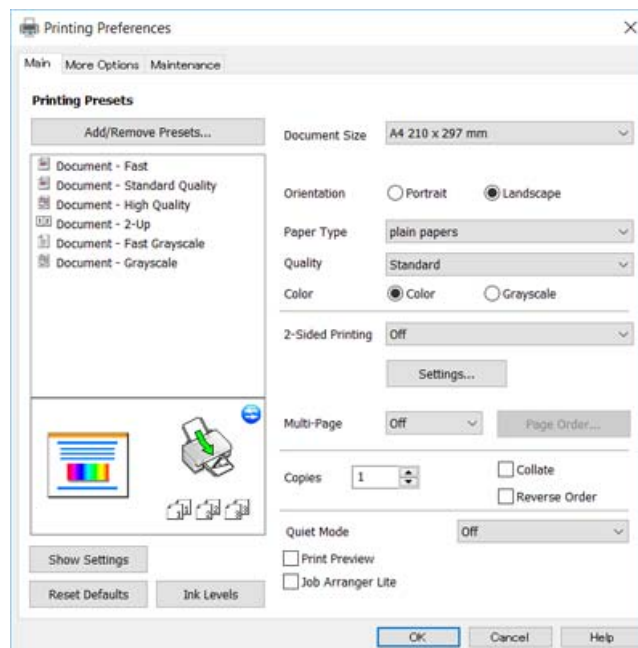 Printing Preferences
Main More Options Maintenance
Printing Presets
Add/Remove Presets...
Document - Fast
Document - Standard Quality
Document - High Quality
Document - 2-Up
Document - Fast Grayscale
Document - Grayscale
Show Settings
Reset Defaults Ink Levels
Document Size A4 210 x 297 mm
Orientation Portrait Landscape
Paper Type plain papers
Quality Standard
Color Color Grayscale
2-Sided Printing Off
Settings...
Multi-Page Off Page Order...
Copies 1 Collate
Reverse Order
Quiet Mode Off
Print Preview
Job Arranger Lite
OK Cancel Help